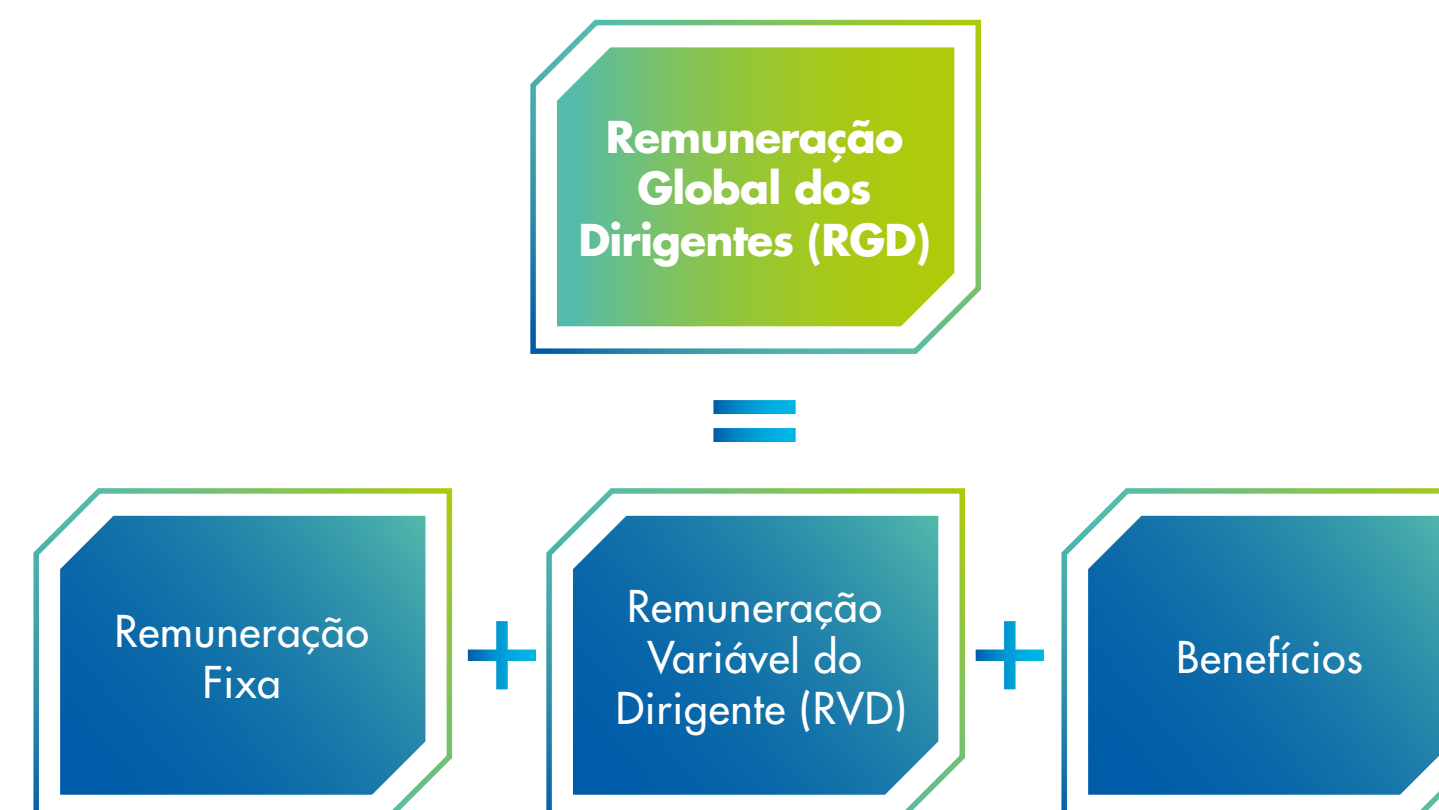 Remuneração
Global dos
Dirigentes (RGD)
=
Remuneração
Fixa
+
Remuneração
Variável do
Dirigente (RVD)
+
Benefícios